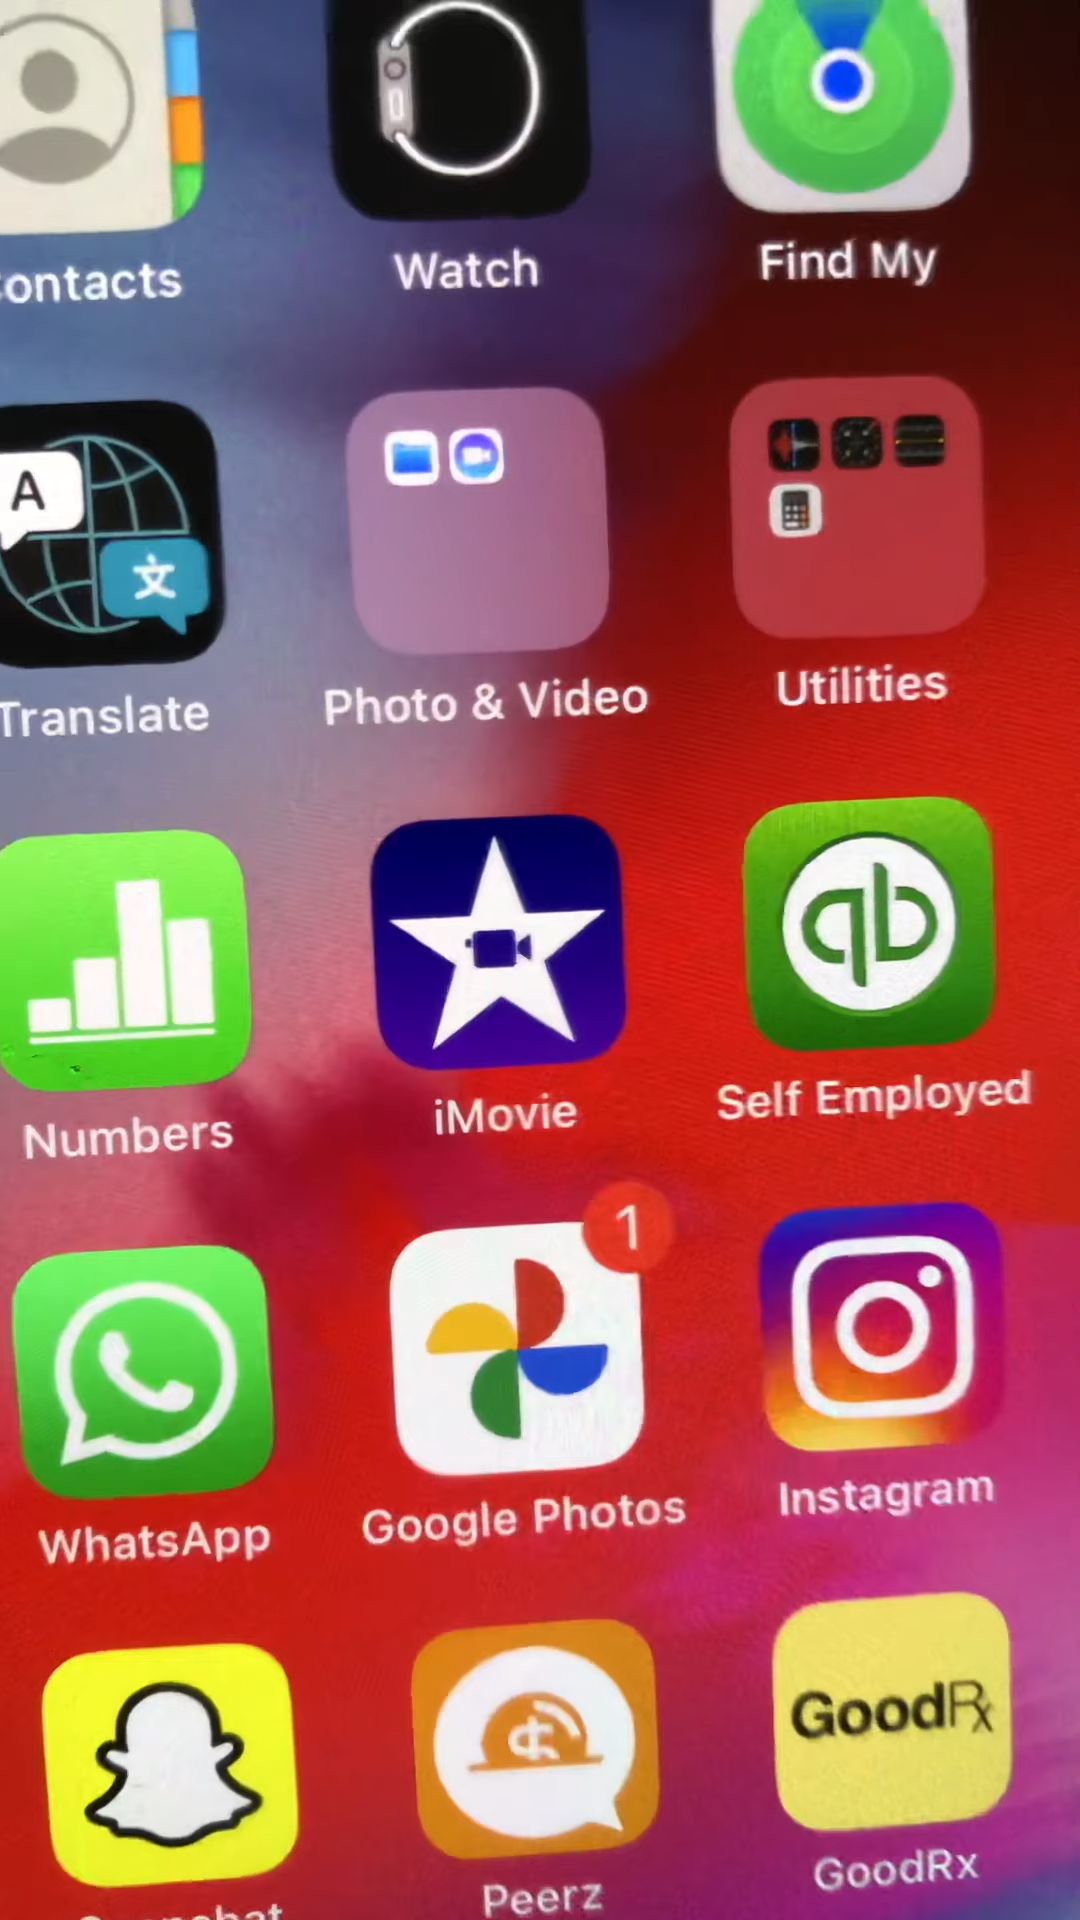 ontacts
Watch
Find My
A
文
Translate
Photo & Video
Utilities
qb
Numbers
iMovie
Self Employed
1
WhatsApp
Google Photos
Instagram
GoodRx
Peerz
GoodRx